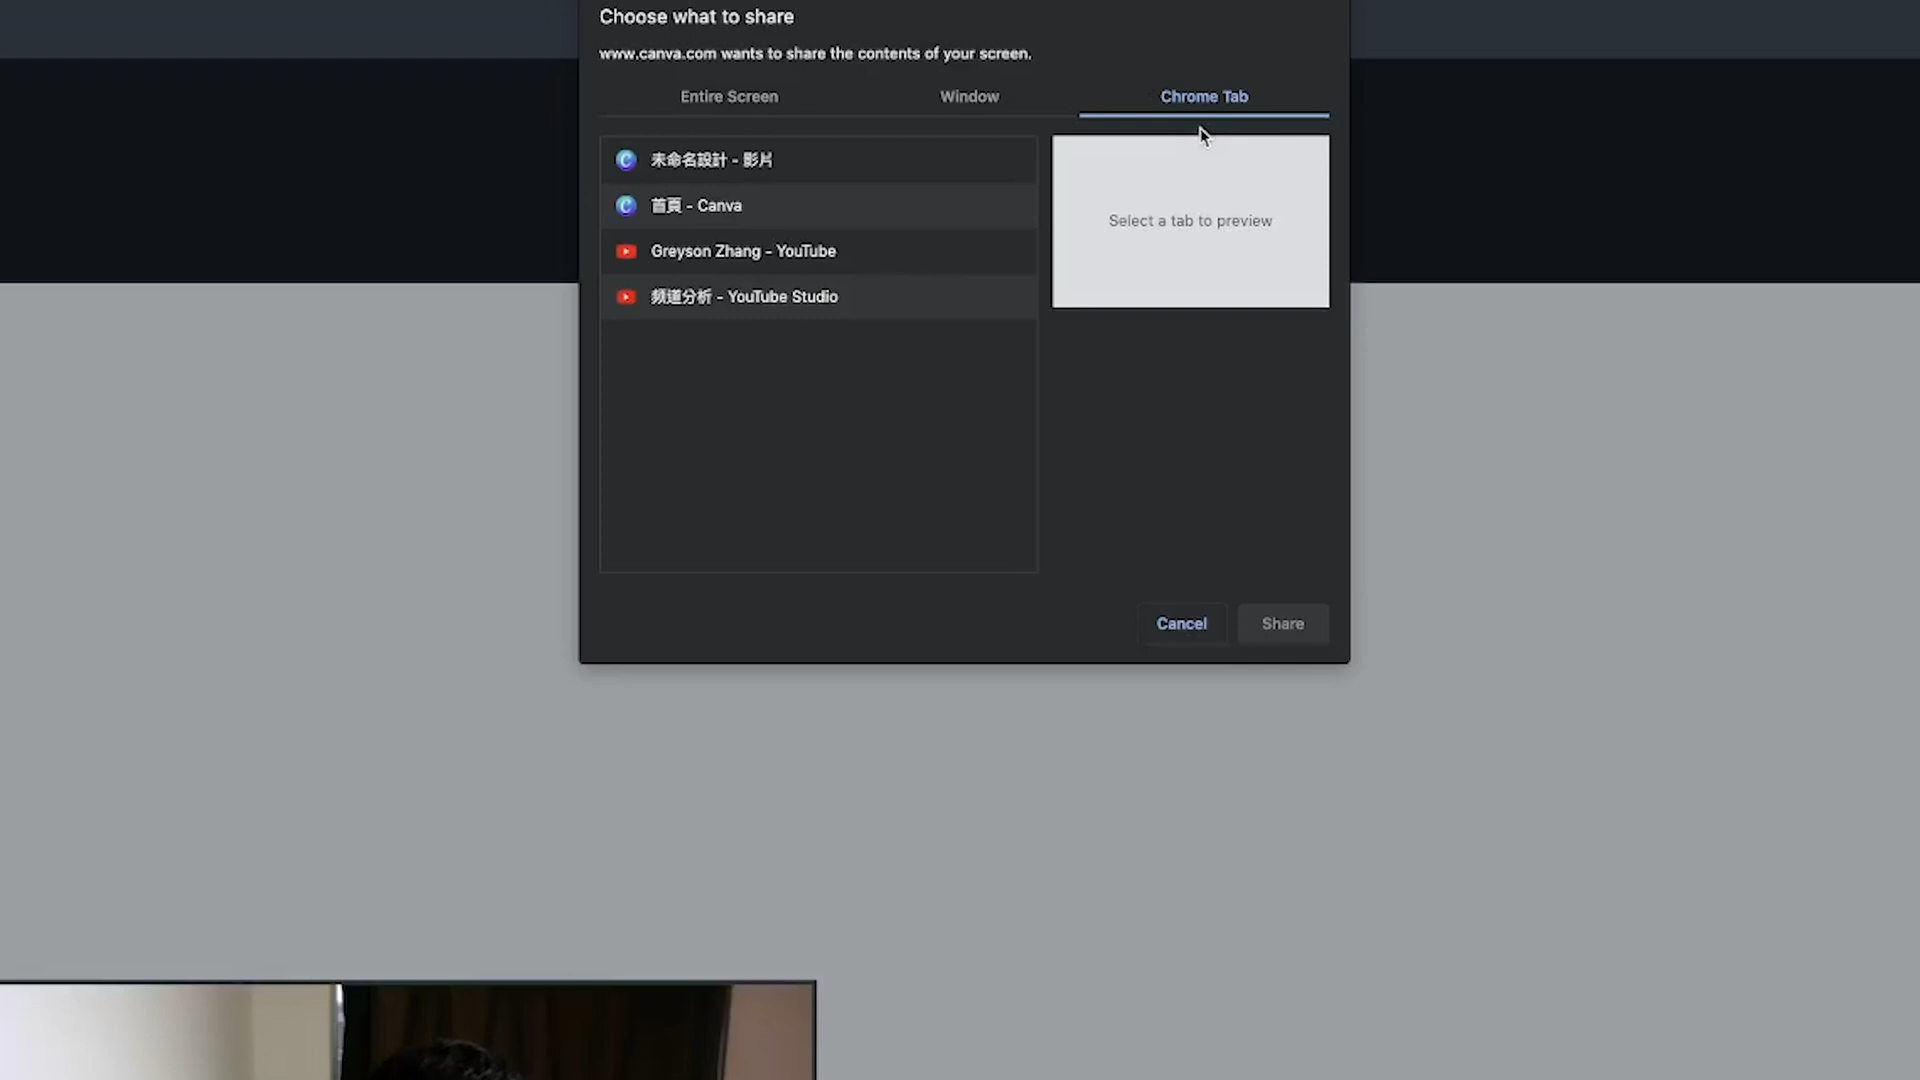 Choose what to share
www.canva.com wants to share the contents of your screen.
Entire Screen
Window
Chrome Tab
未命名設計 - 影片
首頁 - Canva
Select a tab to preview
Greyson Zhang - YouTube
頻道分析 - YouTube Studio
Cancel
Share